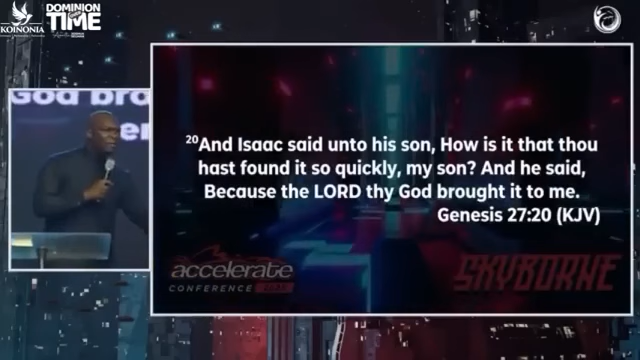 KOINONIA
DOMINION
TIME
God bro
er
20And Isaac said unto his son, How is it that thou
hast found it so quickly, my son? And he said,
Because the LORD thy God brought it to me.
Genesis 27:20 (KJV)
accelerate
CONFERENCE
SKYBORNE